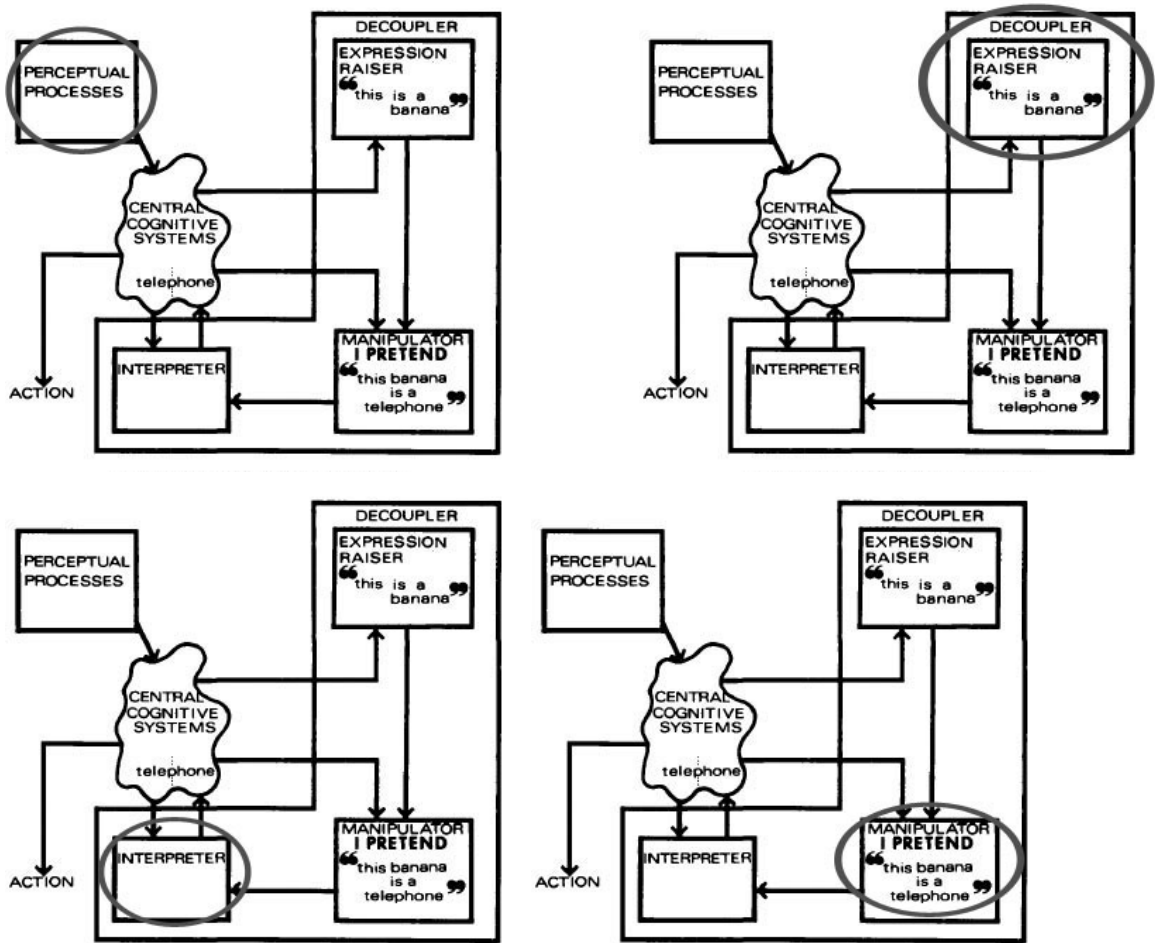 DECOUPLER
PERCEPTUAL
PROCESSES
EXPRESSION
RAISER
❝this is a
banana❞
CENTRAL
COGNITIVE
SYSTEMS
telephone
MANIPULATOR
I PRETEND
❝this banana
is a
telephone❞
INTERPRETER
ACTION
DECOUPLER
PERCEPTUAL
PROCESSES
EXPRESSION
RAISER
❝this is a
banana❞
CENTRAL
COGNITIVE
SYSTEMS
telephone
MANIPULATOR
I PRETEND
❝this banana
is a
telephone❞
INTERPRETER
ACTION
DECOUPLER
PERCEPTUAL
PROCESSES
EXPRESSION
RAISER
❝this is a
banana❞
CENTRAL
COGNITIVE
SYSTEMS
telephone
MANIPULATOR
I PRETEND
❝this banana
is a
telephone❞
INTERPRETER
ACTION
DECOUPLER
PERCEPTUAL
PROCESSES
EXPRESSION
RAISER
❝this is a
banana❞
CENTRAL
COGNITIVE
SYSTEMS
telephone
MANIPULATOR
I PRETEND
❝this banana
is a
telephone❞
INTERPRETER
ACTION